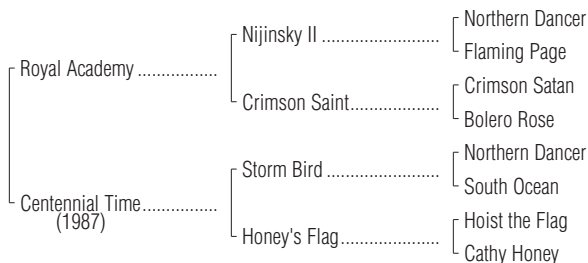 Northern Dancer
Nijinsky II ........................
Flaming Page
Royal Academy ................
Crimson Satan
Crimson Saint..................
Bolero Rose
Northern Dancer
Storm Bird .......................
South Ocean
Centennial Time...............
(1987)
Hoist the Flag
Honey's Flag....................
Cathy Honey